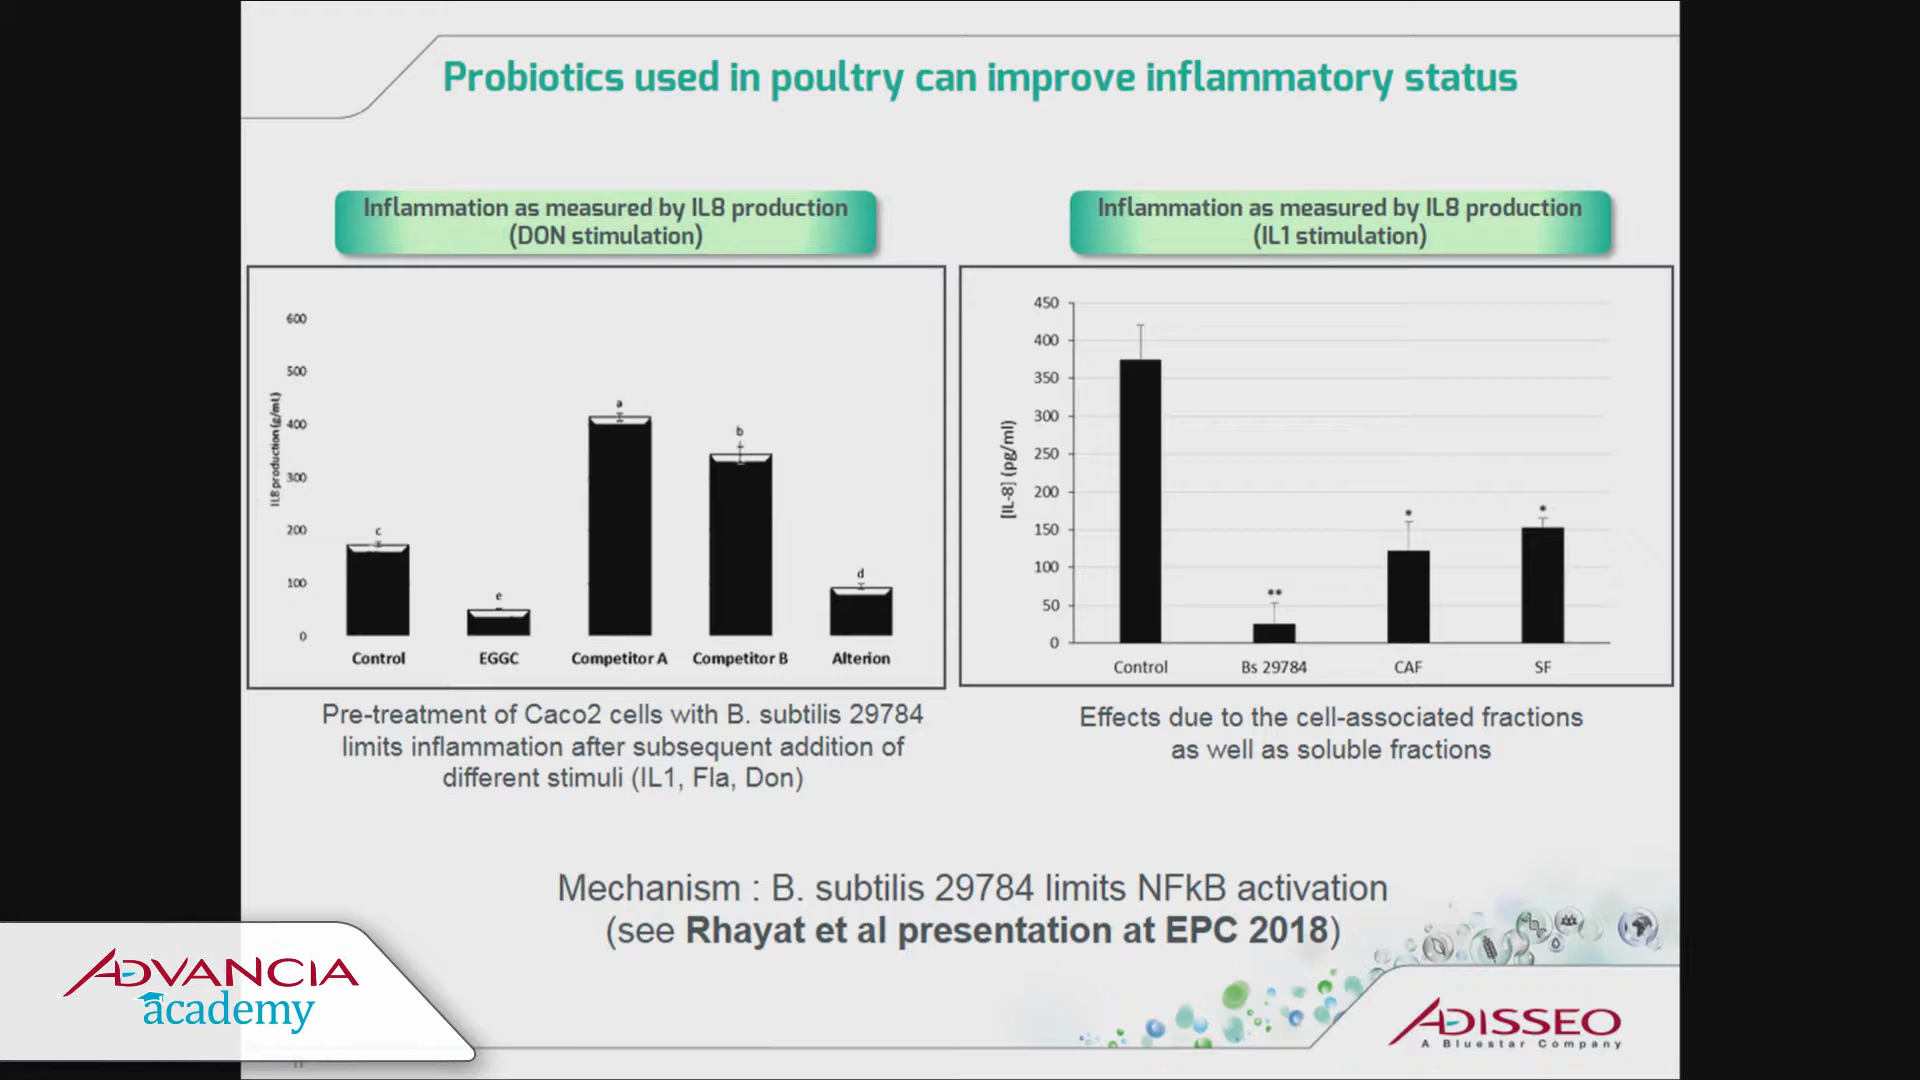 Probiotics used in poultry can improve inflammatory status
Inflammation as measured by IL8 production
(DON stimulation)
IL8 production (g/ml)
600
500
400
300
200
100
0
c
e
a
b
d
Control
EGGC
Competitor A
Competitor B
Alterion
Pre-treatment of Caco2 cells with B. subtilis 29784
limits inflammation after subsequent addition of
different stimuli (IL1, Fla, Don)
Inflammation as measured by IL8 production
(IL1 stimulation)
[IL-8] (pg/ml)
450
400
350
300
250
200
150
100
50
0
**
*
*
Control
Bs 29784
CAF
SF
Effects due to the cell-associated fractions
as well as soluble fractions
Mechanism : B. subtilis 29784 limits NFkB activation
(see Rhayat et al presentation at EPC 2018)
ADVANCIA
academy
ADISSEO
A Bluestar Company